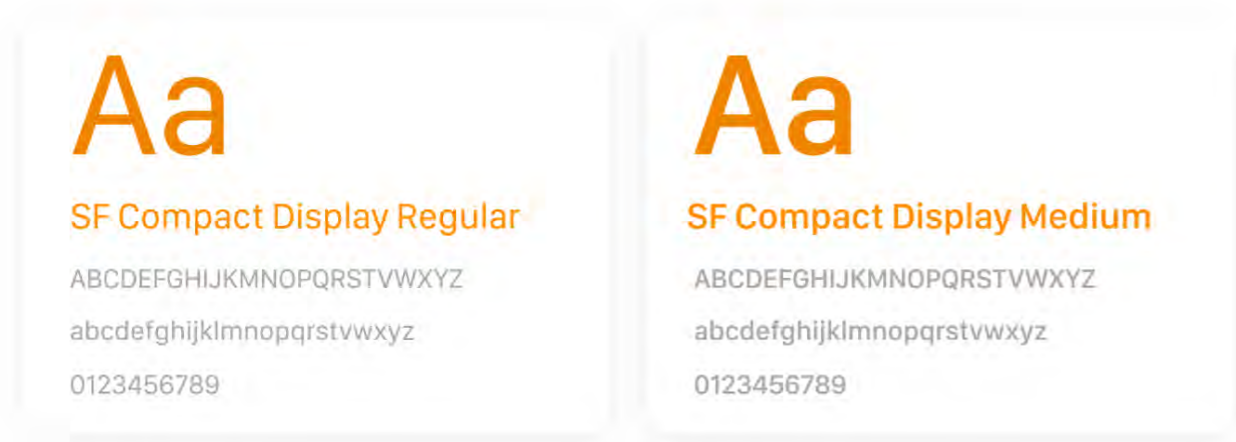 Aa
SF Compact Display Regular
ABCDEFGHIJKMNOPQRSTVWXYZ
abcdefghijklmnopqrstvwxyz
0123456789
Aa
SF Compact Display Medium
ABCDEFGHIJKMNOPQRSTVWXYZ
abcdefghijklmnopqrstvwxyz
0123456789